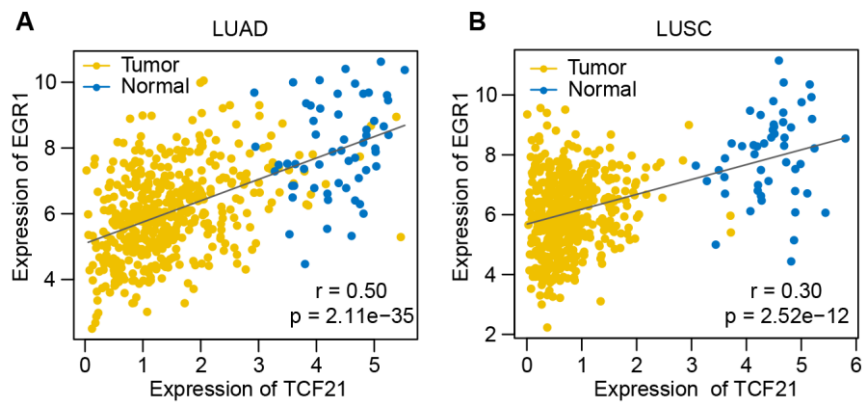 A
LUAD
Tumor
Normal
Expression of EGR1
10
8
6
4
r = 0.50
p = 2.11e−35
0 1 2 3 4 5
Expression of TCF21
B
LUSC
Tumor
Normal
Expression of EGR1
10
8
6
4
2
r = 0.30
p = 2.52e−12
0 1 2 3 4 5 6
Expression of TCF21